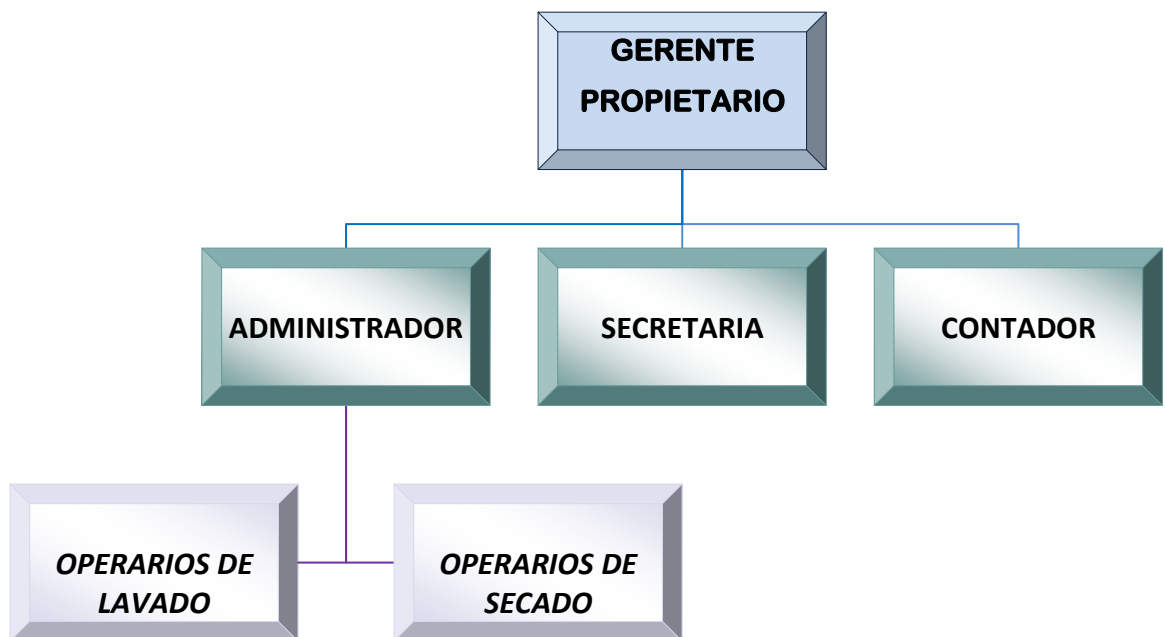 GERENTE
PROPIETARIO
ADMINISTRADOR
SECRETARIA
CONTADOR
OPERARIOS DE
LAVADO
OPERARIOS DE
SECADO